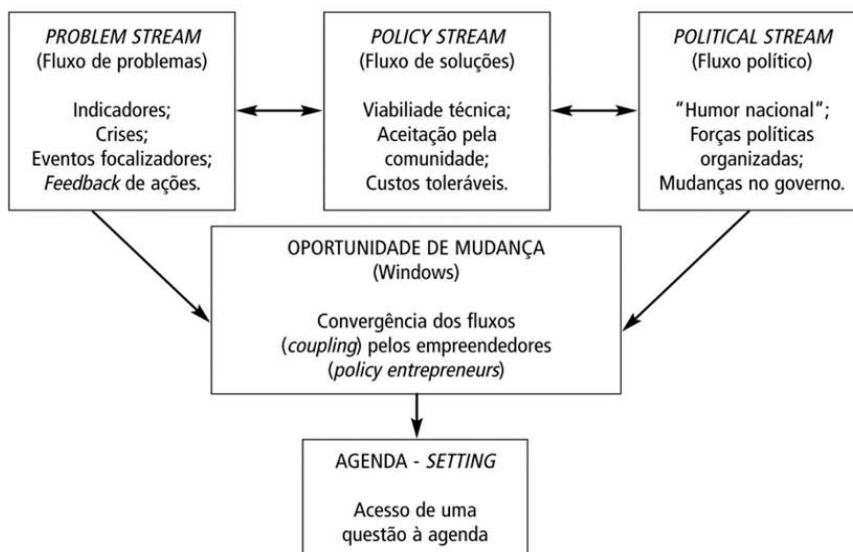 PROBLEM STREAM
(Fluxo de problemas)
Indicadores;
Crises;
Eventos focalizadores;
Feedback de ações.
POLICY STREAM
(Fluxo de soluções)
Viabiliade técnica;
Aceitação pela
comunidade;
Custos toleráveis.
POLITICAL STREAM
(Fluxo político)
“Humor nacional“;
Forças políticas
organizadas;
Mudanças no governo.
OPORTUNIDADE DE MUDANÇA
(Windows)
Convergência dos fluxos
(coupling) pelos empreendedores
(policy entrepreneurs)
AGENDA - SETTING
Acesso de uma
questão à agenda